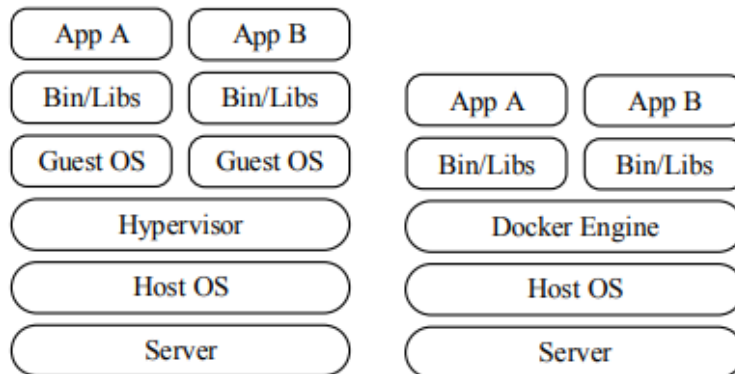 App A
App B
Bin/Libs
Bin/Libs
Guest OS
Guest OS
Hypervisor
Host OS
Server
App A
App B
Bin/Libs
Bin/Libs
Docker Engine
Host OS
Server